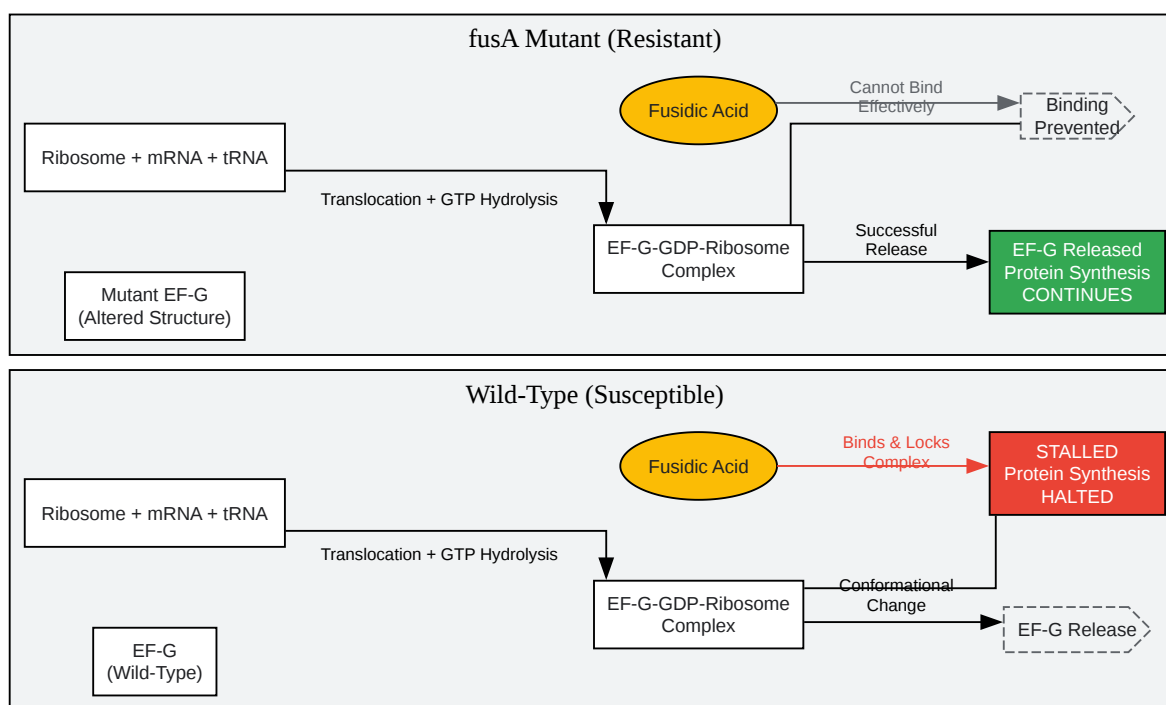 fusA Mutant (Resistant)
Fusidic Acid
Cannot Bind
Effectively
Binding
Prevented
Ribosome + mRNA + tRNA
Translocation + GTP Hydrolysis
EF-G-GDP-Ribosome
Complex
Successful
Release
EF-G Released
Protein Synthesis
CONTINUES
Mutant EF-G
(Altered Structure)
Wild-Type (Susceptible)
Fusidic Acid
Binds & Locks
Complex
STALLED
Protein Synthesis
HALTED
Ribosome + mRNA + tRNA
Translocation + GTP Hydrolysis
EF-G-GDP-Ribosome
Complex
Conformational
Change
EF-G Release
EF-G
(Wild-Type)